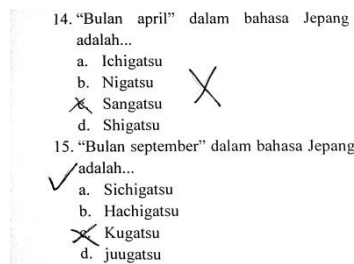 14. “Bulan april” dalam bahasa Jepang
adalah...
a. Ichigatsu
b. Nigatsu
c. Sangatsu
d. Shigatsu
15. “Bulan september” dalam bahasa Jepang
adalah...
a. Sichigatsu
b. Hachigatsu
c. Kugatsu
d. juugatsu